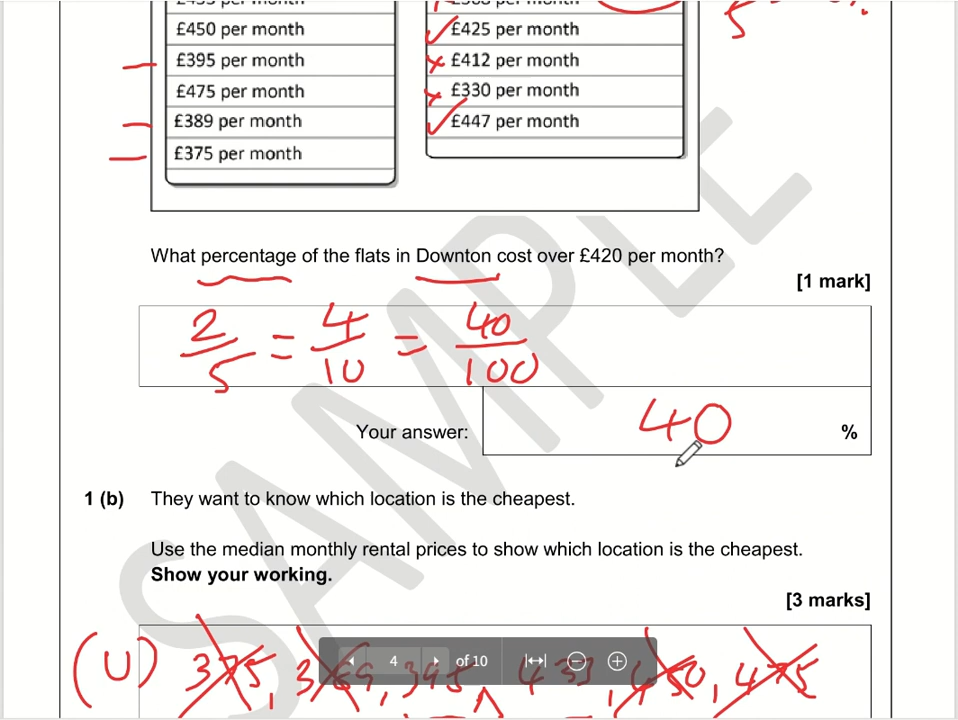 £450 per month
£425 per month
£395 per month
£412 per month
£475 per month
£330 per month
£389 per month
£447 per month
£375 per month
What percentage of the flats in Downton cost over £420 per month?
[1 mark]
2/5 = 4/10 = 40/100
Your answer: 40 %
1 (b) They want to know which location is the cheapest.
Use the median monthly rental prices to show which location is the cheapest.
Show your working.
[3 marks]
(U) 375, 395
4 of 10
SAMPLE